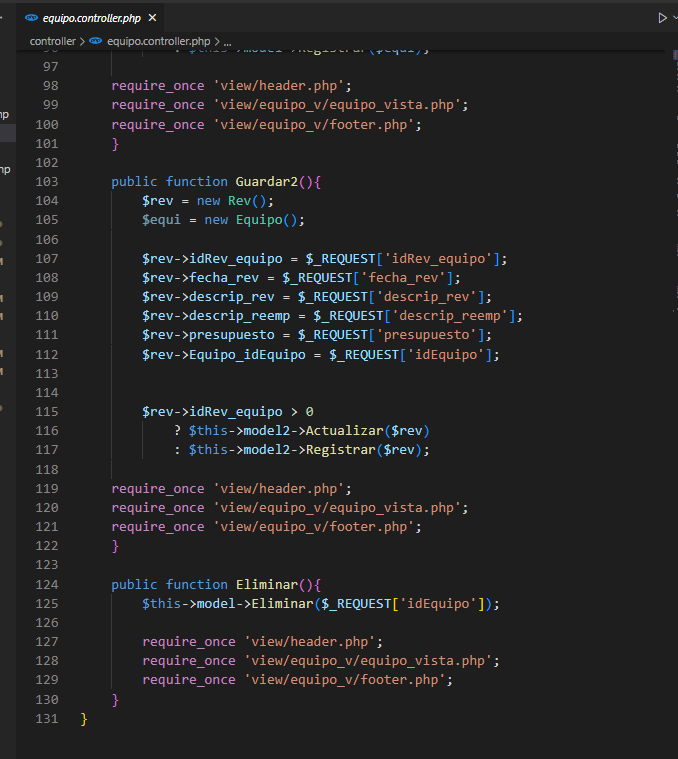 equipo.controller.php
controller > equipo.controller.php > ...
97
98 require_once 'view/header.php';
99 require_once 'view/equipo_v/equipo_vista.php';
100 require_once 'view/equipo_v/footer.php';
101 }
102
103 public function Guardar2(){
104 $rev = new Rev();
105 $equi = new Equipo();
106
107 $rev->idRev_equipo = $_REQUEST['idRev_equipo'];
108 $rev->fecha_rev = $_REQUEST['fecha_rev'];
109 $rev->descrip_rev = $_REQUEST['descrip_rev'];
110 $rev->descrip_reemp = $_REQUEST['descrip_reemp'];
111 $rev->presupuesto = $_REQUEST['presupuesto'];
112 $rev->Equipo_idEquipo = $_REQUEST['idEquipo'];
113
114
115 $rev->idRev_equipo > 0
116 ? $this->model2->Actualizar($rev)
117 : $this->model2->Registrar($rev);
118
119 require_once 'view/header.php';
120 require_once 'view/equipo_v/equipo_vista.php';
121 require_once 'view/equipo_v/footer.php';
122 }
123
124 public function Eliminar(){
125 $this->model->Eliminar($_REQUEST['idEquipo']);
126
127 require_once 'view/header.php';
128 require_once 'view/equipo_v/equipo_vista.php';
129 require_once 'view/equipo_v/footer.php';
130 }
131 }